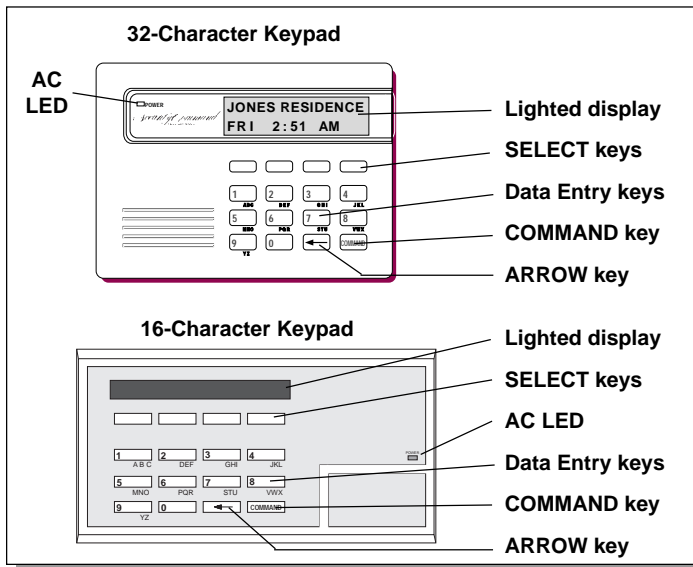 32-Character Keypad
AC
LED
POWER
JONES RESIDENCE
FRI 2:51 AM
Lighted display
SELECT keys
Data Entry keys
COMMAND key
ARROW key
1 2 3 4
ABC DEF GHI JKL
5 6 7 8
MNO PQR STU VWX
9 0 COMMAND
YZ
16-Character Keypad
Lighted display
SELECT keys
AC LED
Data Entry keys
COMMAND key
ARROW key
POWER
1 2 3 4
ABC DEF GHI JKL
5 6 7 8
MNO PQR STU VWX
9 0 COMMAND
YZ